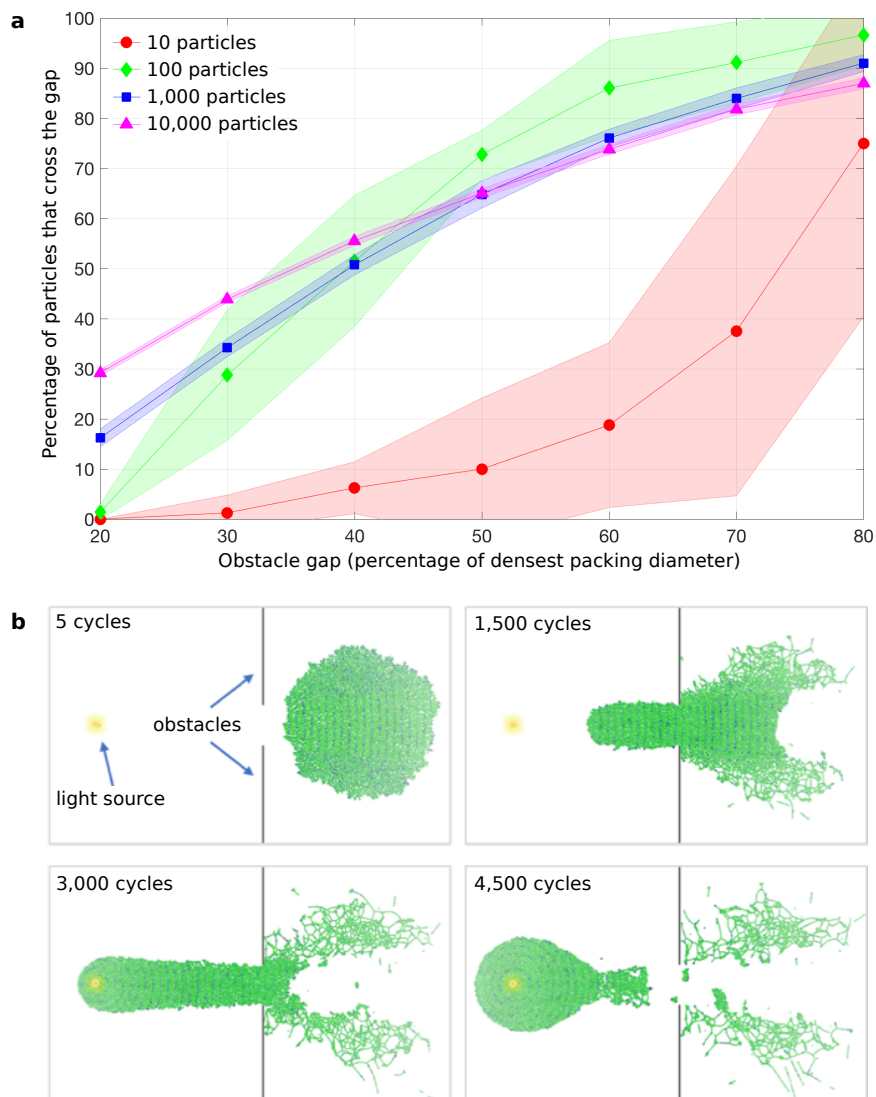 a
100
90
80
70
60
50
40
30
20
10
0
Percentage of particles that cross the gap
10 particles
100 particles
1,000 particles
10,000 particles
20 30 40 50 60 70 80
Obstacle gap (percentage of densest packing diameter)
b
5 cycles
obstacles
light source
1,500 cycles
3,000 cycles
4,500 cycles